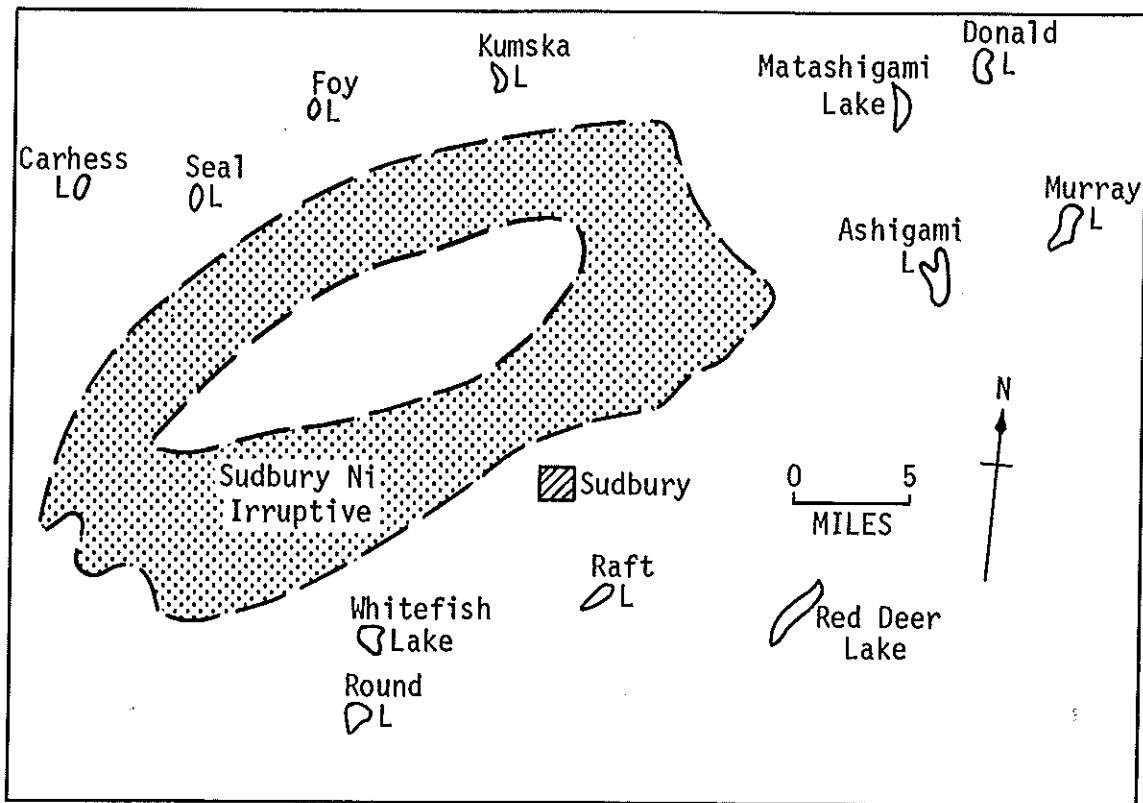 Kumska
L
Donald
L
Matashigami
Lake
Foy
L
Carhess
L
Seal
L
Murray
L
Ashigami
L
N
0 5
MILES
Sudbury Ni
Irruptive
Sudbury
Raft
L
Whitefish
Lake
Red Deer
Lake
Round
L